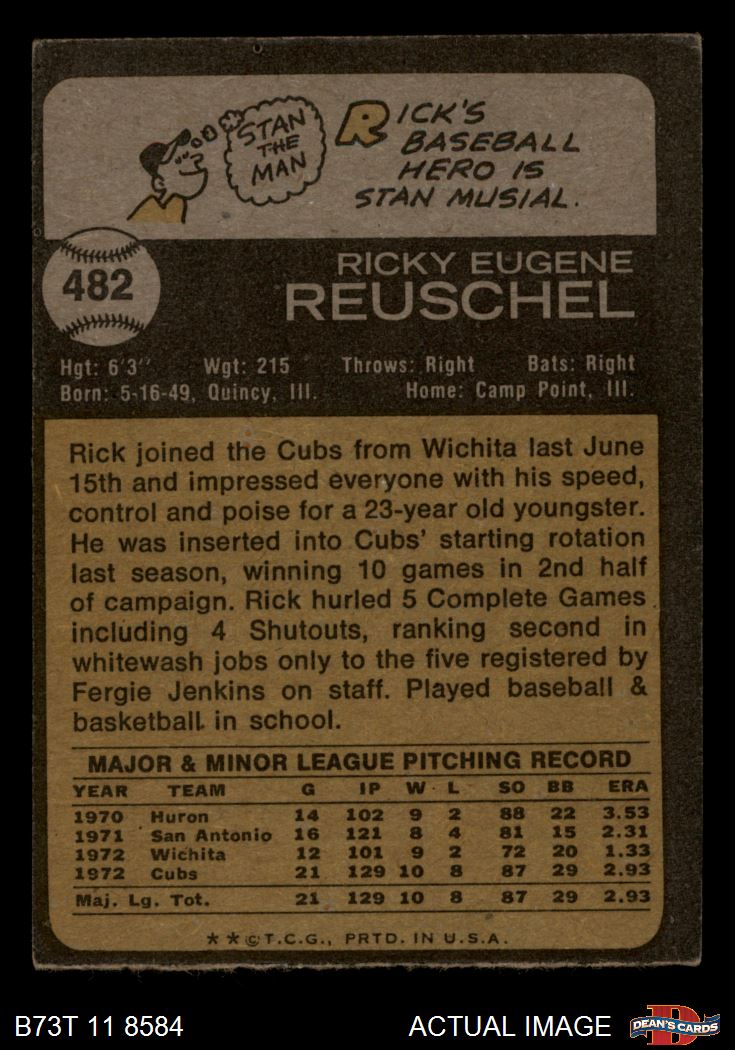 STAN
THE
MAN
RICK'S
BASEBALL
HERO IS
STAN MUSIAL.
482
RICKY EUGENE
REUSCHEL
Hgt: 6'3" Wgt: 215 Throws: Right Bats: Right
Born: 5-16-49, Quincy, Ill. Home: Camp Point, Ill.
Rick joined the Cubs from Wichita last June
15th and impressed everyone with his speed,
control and poise for a 23-year old youngster.
He was inserted into Cubs' starting rotation
last season, winning 10 games in 2nd half
of campaign. Rick hurled 5 Complete Games
including 4 Shutouts, ranking second in
whitewash jobs only to the five registered by
Fergie Jenkins on staff. Played baseball &
basketball in school.
MAJOR & MINOR LEAGUE PITCHING RECORD
YEAR TEAM G IP W L SO BB ERA
1970 Huron 14 102 9 2 88 22 3.53
1971 San Antonio 16 121 8 4 81 15 2.31
1972 Wichita 12 101 9 2 72 20 1.33
1972 Cubs 21 129 10 8 87 29 2.93
Maj. Lg. Tot. 21 129 10 8 87 29 2.93
* * © T.C.G., PRTD. IN U.S.A.
B73T 11 8584 ACTUAL IMAGE
DEAN'S CARDS